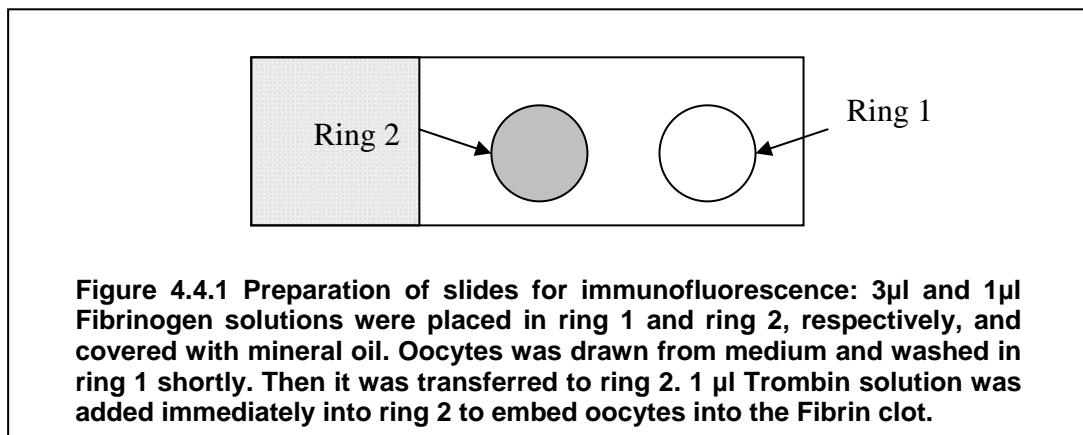 Ring 2
Ring 1
Figure 4.4.1 Preparation of slides for immunofluorescence: 3µl and 1µl
Fibrinogen solutions were placed in ring 1 and ring 2, respectively, and
covered with mineral oil. Oocytes was drawn from medium and washed in
ring 1 shortly. Then it was transferred to ring 2. 1 µl Trombin solution was
added immediately into ring 2 to embed oocytes into the Fibrin clot.